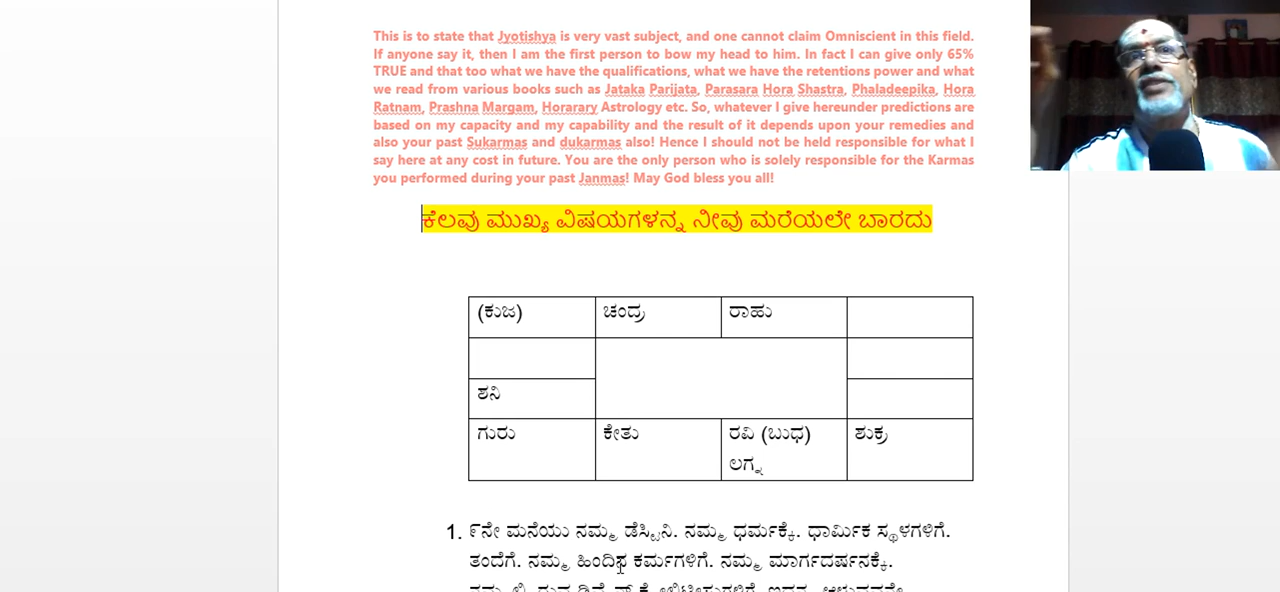 This is to state that Jyotishya is very vast subject, and one cannot claim Omniscient in this field.
If anyone say it, then I am the first person to bow my head to him. In fact I can give only 65%
TRUE and that too what we have the qualifications, what we have the retentions power and what
we read from various books such as Jataka Parijata, Parasara Hora Shastra, Phaladeepika, Hora
Ratnam, Prashna Margam, Horarary Astrology etc. So, whatever I give hereunder predictions are
based on my capacity and my capability and the result of it depends upon your remedies and
also your past Sukarmas and dukarmas also! Hence I should not be held responsible for what I
say here at any cost in future. You are the only person who is solely responsible for the Karmas
you performed during your past Janmas! May God bless you all!
ಕೆಲವು ಮುಖ್ಯ ವಿಷಯಗಳನ್ನ ನೀವು ಮರೆಯಲೇ ಬಾರದು
(ಕುಜ) ಚಂದ್ರ ರಾಹು
ಶನಿ
ಗುರು ಕೇತು ರವಿ (ಬುಧ) ಶುಕ್ರ
ಲಗ್ನ
1. ೯ನೇ ಮನೆಯು ನಮ್ಮ ಡೆಸ್ಟಿನಿ. ನಮ್ಮ ಧರ್ಮಕ್ಕೆ. ಧಾರ್ಮಿಕ ಸ್ಥಳಗಳಿಗೆ.
ತಂದೆಗೆ. ನಮ್ಮ ಹಿಂದಿನ ಕರ್ಮಗಳಿಗೆ. ನಮ್ಮ ಮಾರ್ಗದರ್ಷನಕ್ಕೆ.